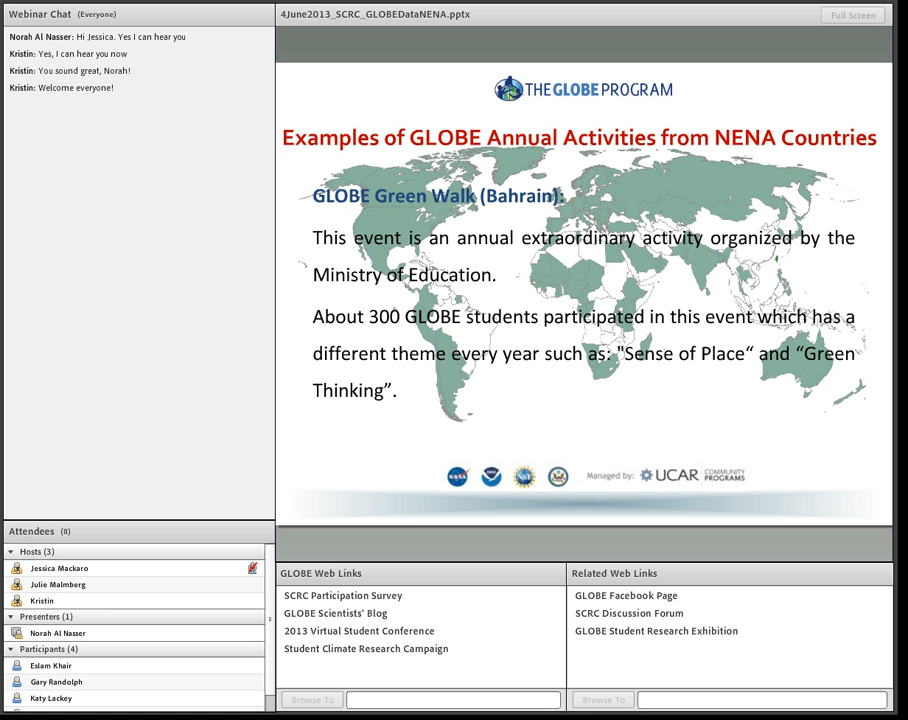 Webinar Chat (Everyone)
Norah Al Nasser: Hi Jessica. Yes I can hear you
Kristin: Yes, I can hear you now
Kristin: You sound great, Norah!
Kristin: Welcome everyone!
Attendees (8)
Hosts (3)
Jessica Mackaro
Julie Malmberg
Kristin
Presenters (1)
Norah Al Nasser
Participants (4)
Eslam Khair
Gary Randolph
Katy Lackey
4June2013_SCRC_GLOBEDataNENA.pptx
Full Screen
THE GLOBE PROGRAM
Examples of GLOBE Annual Activities from NENA Countries
GLOBE Green Walk (Bahrain):
This event is an annual extraordinary activity organized by the
Ministry of Education.
About 300 GLOBE students participated in this event which has a
different theme every year such as: "Sense of Place“ and “Green
Thinking”.
NASA
NSF
Managed by: UCAR COMMUNITY
PROGRAMS
GLOBE Web Links
SCRC Participation Survey
GLOBE Scientists' Blog
2013 Virtual Student Conference
Student Climate Research Campaign
Browse To
Related Web Links
GLOBE Facebook Page
SCRC Discussion Forum
GLOBE Student Research Exhibition
Browse To